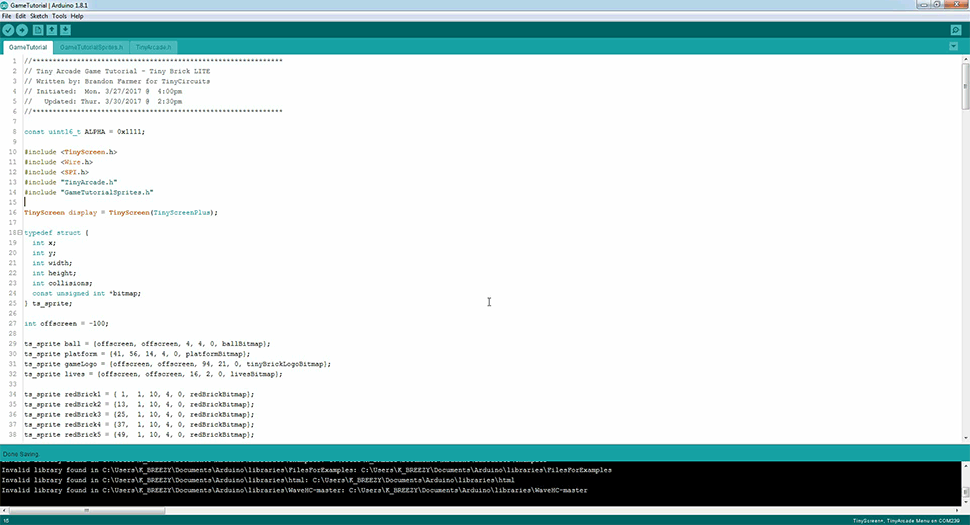 GameTutorial | Arduino 1.8.1
File Edit Sketch Tools Help
GameTutorial GameTutorialSprites.h TinyArcade.h
1 //*************************************************************
2 // Tiny Arcade Game Tutorial - Tiny Brick LITE
3 // Written by: Brandon Farmer for TinyCircuits
4 // Initiated: Mon. 3/27/2017 @ 4:00pm
5 // Updated: Thur. 3/30/2017 @ 2:30pm
6 //*************************************************************
7
8 const uint16_t ALPHA = 0x1111;
9
10 #include <TinyScreen.h>
11 #include <Wire.h>
12 #include <SPI.h>
13 #include "TinyArcade.h"
14 #include "GameTutorialSprites.h"
15
16 TinyScreen display = TinyScreen(TinyScreenPlus);
17
18 typedef struct {
19 int x;
20 int y;
21 int width;
22 int height;
23 int collisions;
24 const unsigned int *bitmap;
25 } ts_sprite;
26
27 int offscreen = -100;
28
29 ts_sprite ball = {offscreen, offscreen, 4, 4, 0, ballBitmap};
30 ts_sprite platform = {41, 56, 14, 4, 0, platformBitmap};
31 ts_sprite gameLogo = {offscreen, offscreen, 94, 21, 0, tinyBrickLogoBitmap};
32 ts_sprite lives = {offscreen, offscreen, 16, 2, 0, livesBitmap};
33
34 ts_sprite redBrick1 = { 1, 1, 10, 4, 0, redBrickBitmap};
35 ts_sprite redBrick2 = {13, 1, 10, 4, 0, redBrickBitmap};
36 ts_sprite redBrick3 = {25, 1, 10, 4, 0, redBrickBitmap};
37 ts_sprite redBrick4 = {37, 1, 10, 4, 0, redBrickBitmap};
38 ts_sprite redBrick5 = {49, 1, 10, 4, 0, redBrickBitmap};
Done Saving.
Invalid library found in C:\Users\K_BREEZY\Documents\Arduino\libraries\FilesForExamples: C:\Users\K_BREEZY\Documents\Arduino\libraries\FilesForExamples
Invalid library found in C:\Users\K_BREEZY\Documents\Arduino\libraries\html: C:\Users\K_BREEZY\Documents\Arduino\libraries\html
Invalid library found in C:\Users\K_BREEZY\Documents\Arduino\libraries\WaveHC-master: C:\Users\K_BREEZY\Documents\Arduino\libraries\WaveHC-master
15 TinyScreen+, TinyArcade Menu on COM239